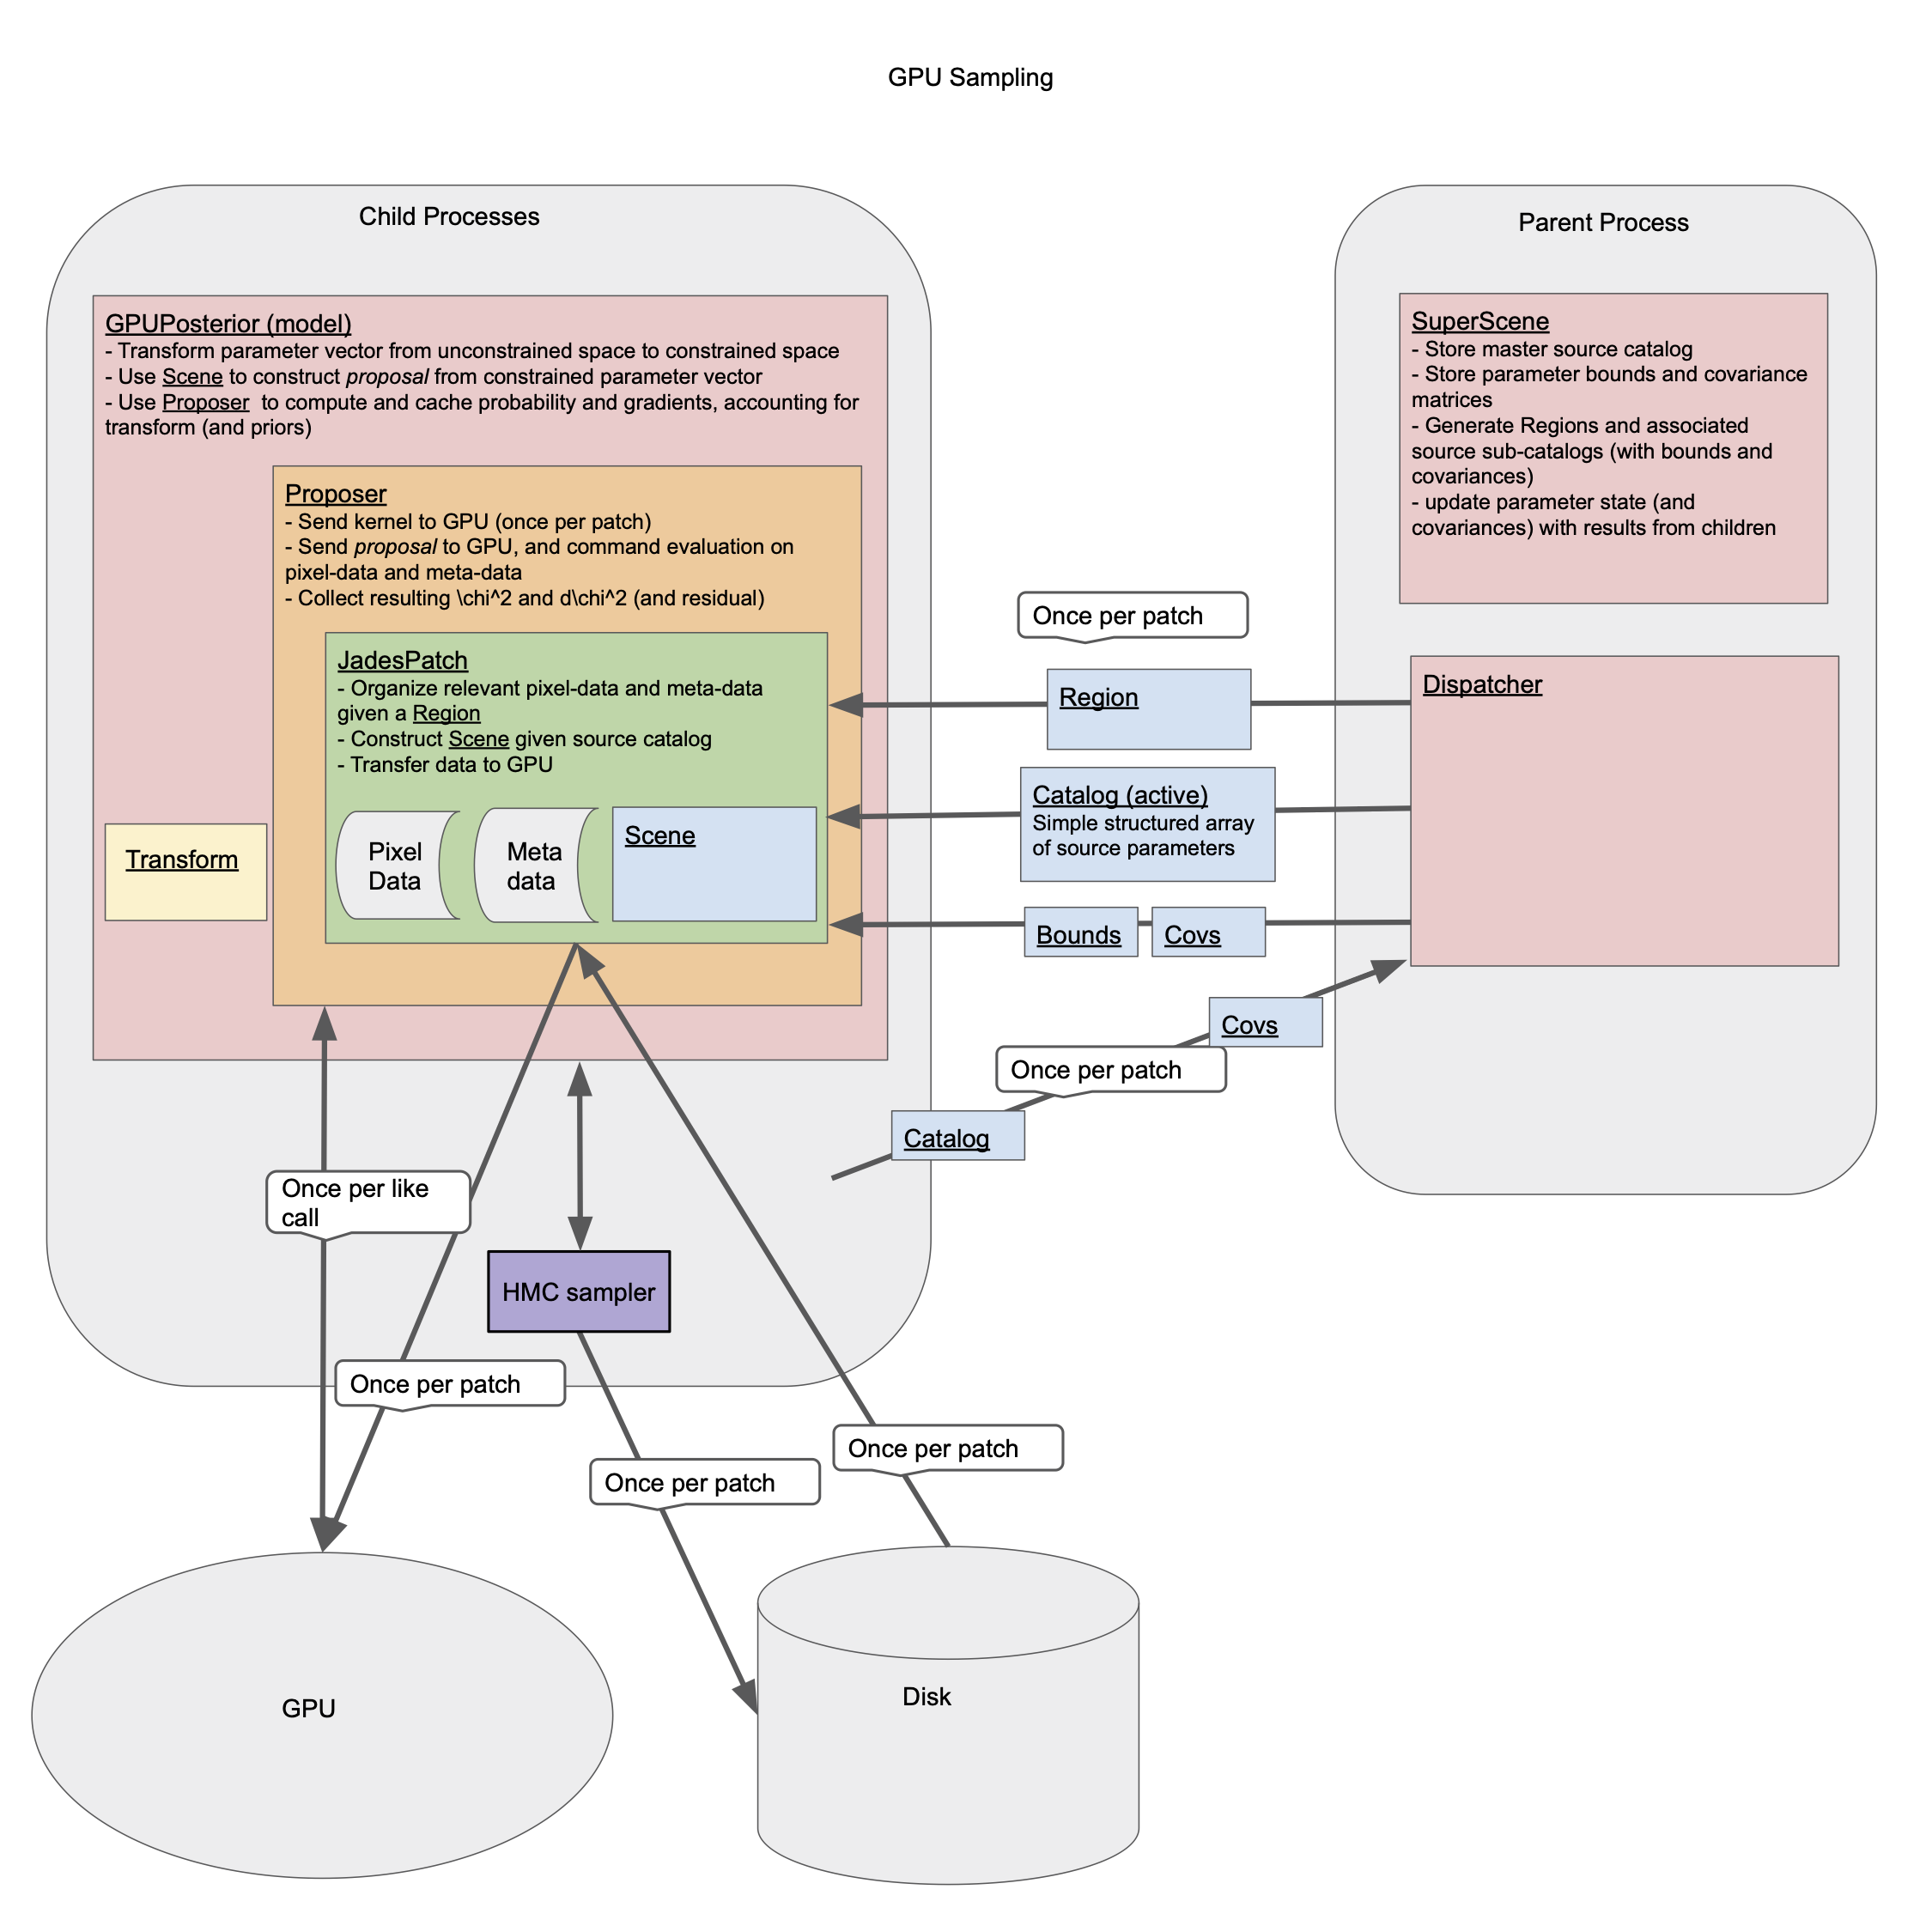 GPU Sampling
Child Processes
GPUPosterior (model)
- Transform parameter vector from unconstrained space to constrained space
- Use Scene to construct proposal from constrained parameter vector
- Use Proposer to compute and cache probability and gradients, accounting for
transform (and priors)
Proposer
- Send kernel to GPU (once per patch)
- Send proposal to GPU, and command evaluation on
pixel-data and meta-data
- Collect resulting \chi^2 and d\chi^2 (and residual)
JadesPatch
- Organize relevant pixel-data and meta-data
given a Region
- Construct Scene given source catalog
- Transfer data to GPU
Pixel
Data
Meta
data
Scene
Transform
Parent Process
SuperScene
- Store master source catalog
- Store parameter bounds and covariance
matrices
- Generate Regions and associated
source sub-catalogs (with bounds and
covariances)
- update parameter state (and
covariances) with results from children
Dispatcher
Once per patch
Region
Catalog (active)
Simple structured array
of source parameters
Bounds
Covs
Covs
Once per patch
Catalog
Once per like
call
HMC sampler
Once per patch
Once per patch
Once per patch
GPU
Disk